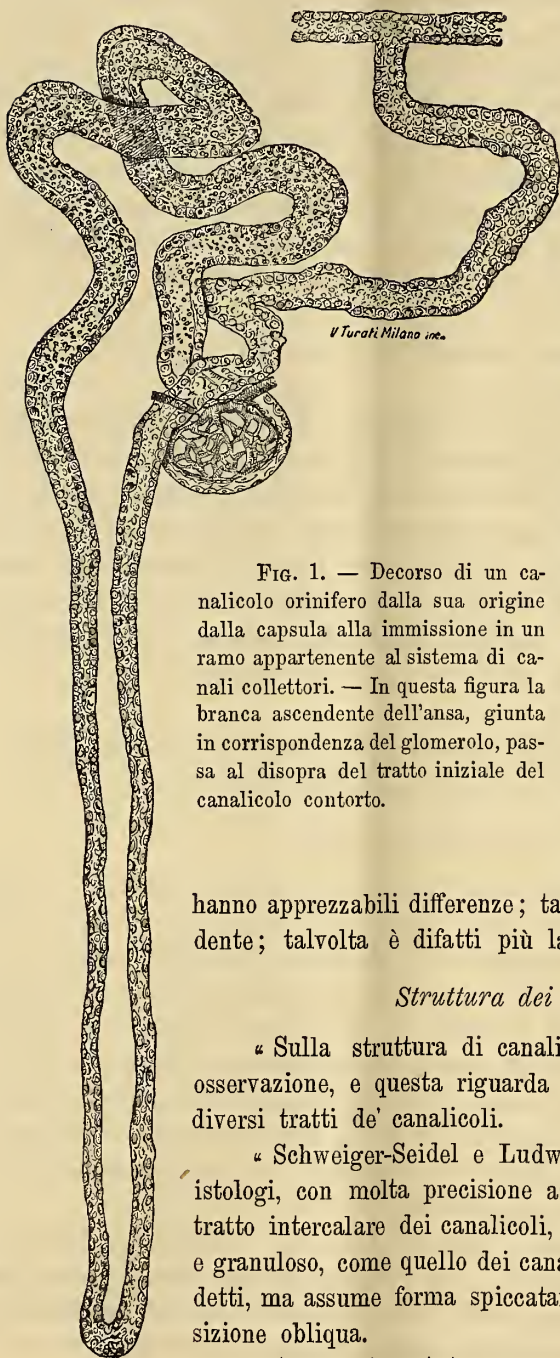 V Turati Milano inc.
FIG. 1. — Decorso di un ca-
nalicolo orinifero dalla sua origine
dalla capsula alla immissione in un
ramo appartenente al sistema di ca-
nali collettori. — In questa figura la
branca ascendente dell'ansa, giunta
in corrispondenza del glomerolo, pas-
sa al disopra del tratto iniziale del
canalicolo contorto.
hanno apprezzabili differenze; ta
dente; talvolta è difatti più la
Struttura dei
« Sulla struttura di canali
osservazione, e questa riguarda
diversi tratti de' canalicoli.
« Schweiger-Seidel e Ludw
istologi, con molta precisione a
tratto intercalare dei canalicoli,
e granuloso, come quello dei cana
detti, ma assume forma spiccata
sizione obliqua.